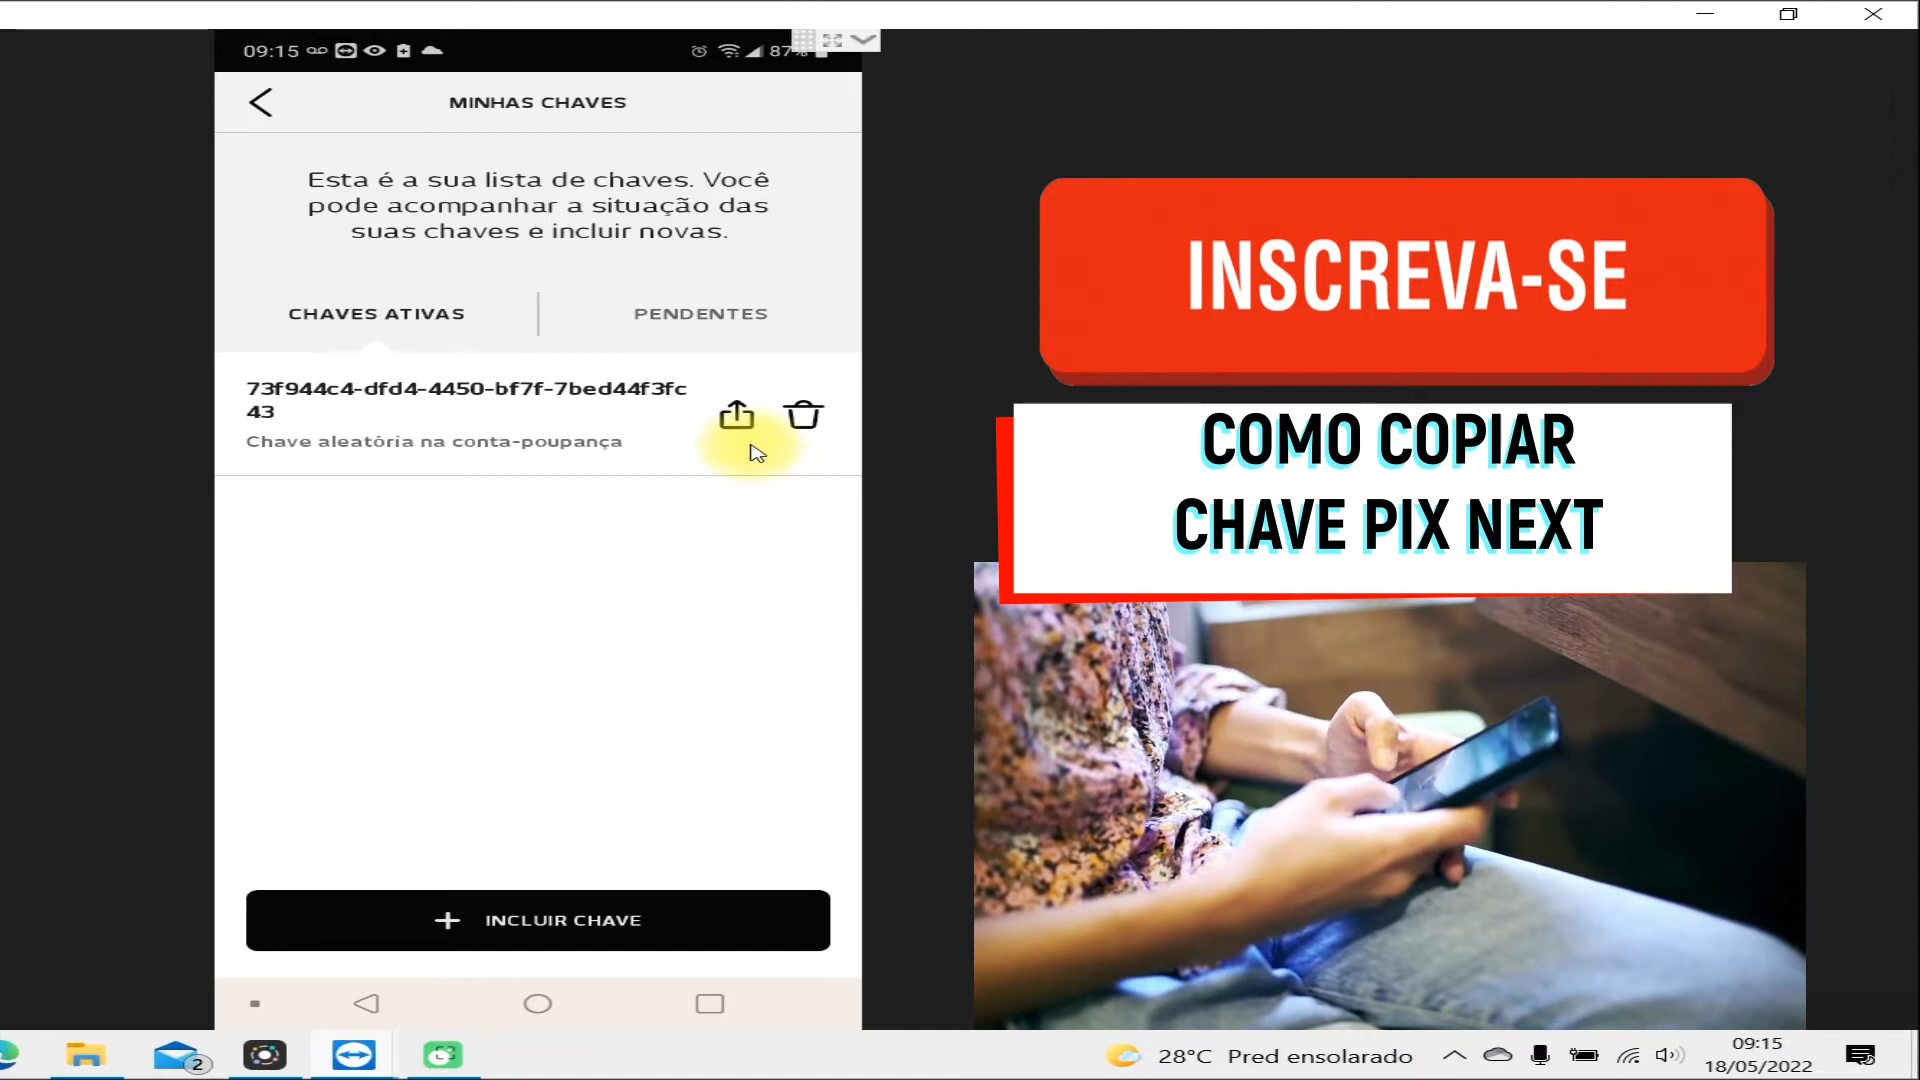 09:15
87%
MINHAS CHAVES
Esta é a sua lista de chaves. Você
pode acompanhar a situação das
suas chaves e incluir novas.
CHAVES ATIVAS
PENDENTES
73f944c4-dfd4-4450-bf7f-7bed44f3fc
43
Chave aleatória na conta-poupança
+ INCLUIR CHAVE
INSCREVA-SE
COMO COPIAR
CHAVE PIX NEXT
2
28°C Pred ensolarado
09:15
18/05/2022